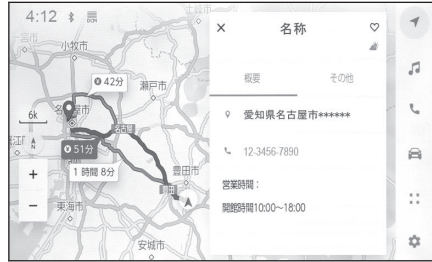 4:12
小牧市
42分
瀬戸市
6k
51分
1 時間 8分
豊田市
東海市
安城市
+
−
名称
概要
その他
愛知県名古屋市******
12-3456-7890
営業時間：
開館時間10:00〜18:00